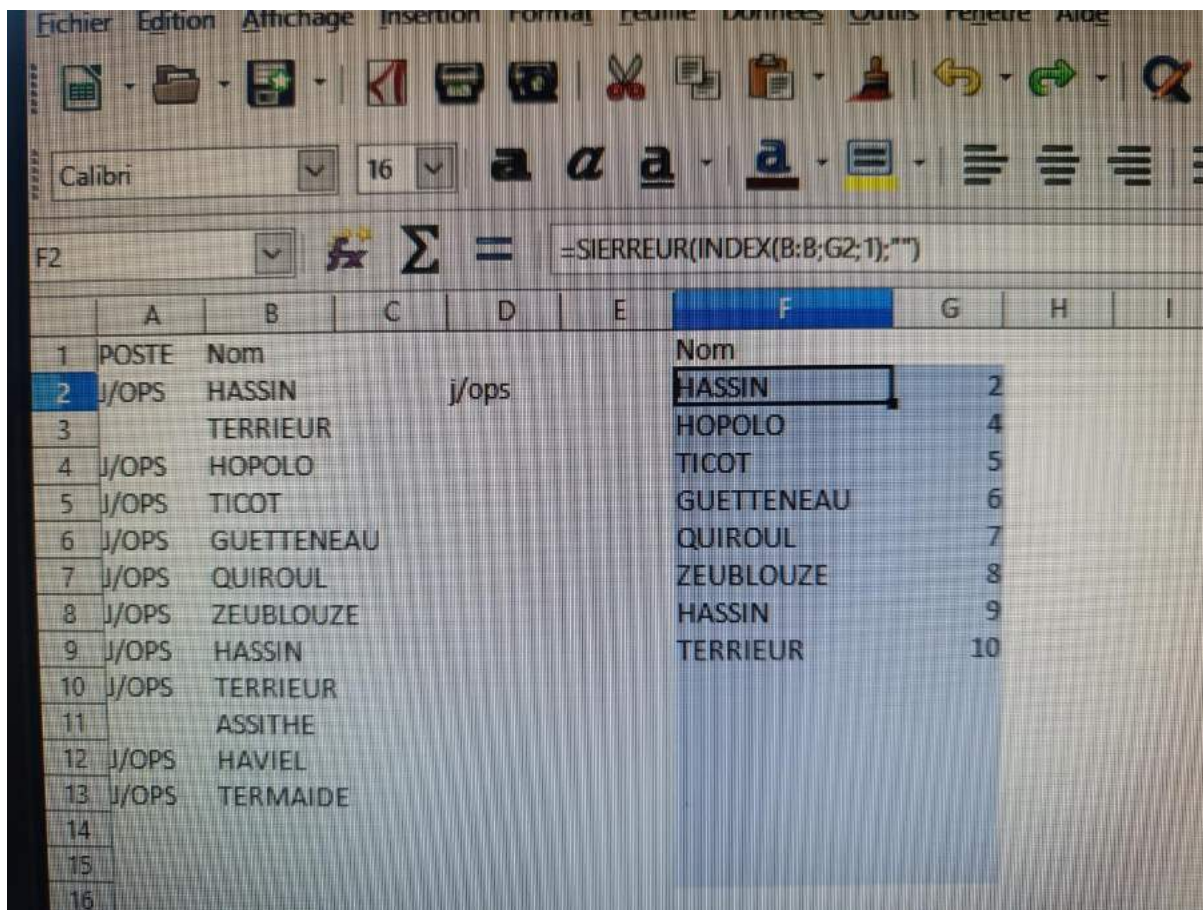 Fichier Edition Affichage Insertion Format Feuille Données Outils Fenêtre Aide
Calibri 16 a a a a
F2 fx Σ = =SIERREUR(INDEX(B:B;G2;1);"")
A B C D E F G H I
1 POSTE Nom Nom
2 J/OPS HASSIN j/ops HASSIN 2
3 TERRIEUR HOPOLO 4
4 J/OPS HOPOLO TICOT 5
5 J/OPS TICOT GUETTENEAU 6
6 J/OPS GUETTENEAU QUIROUL 7
7 J/OPS QUIROUL ZEUBLOUZE 8
8 J/OPS ZEUBLOUZE HASSIN 9
9 J/OPS HASSIN TERRIEUR 10
10 J/OPS TERRIEUR
11 ASSITHE
12 J/OPS HAVIEL
13 J/OPS TERMAIDE
14
15
16